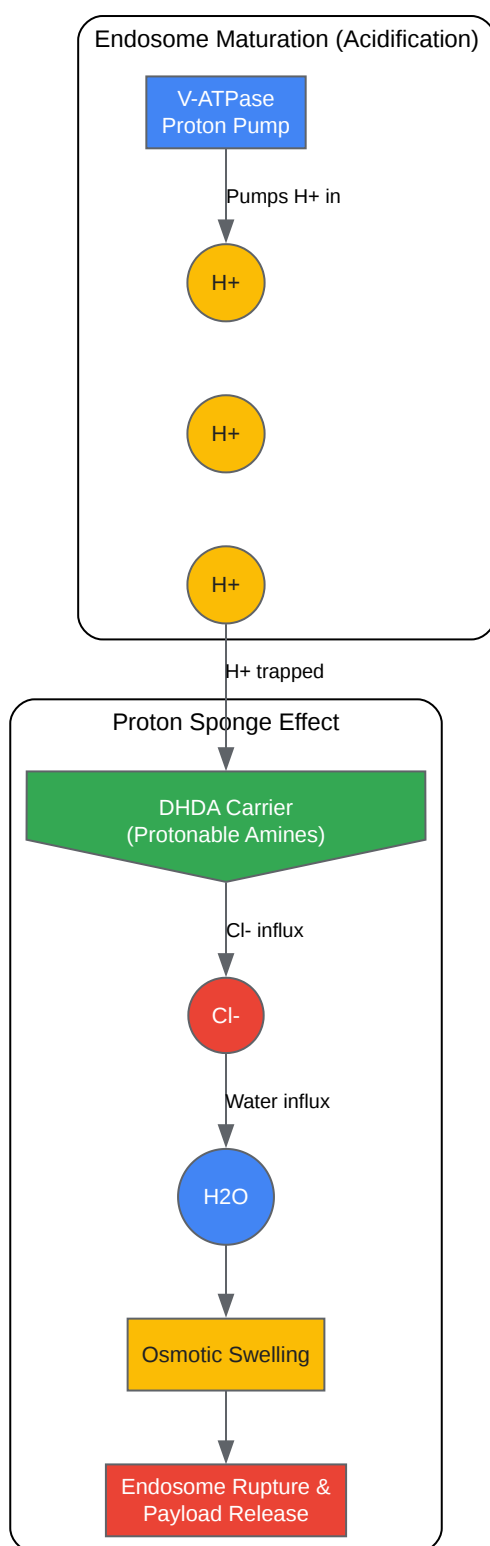 Endosome Maturation (Acidification)
V-ATPase
Proton Pump
Pumps H+ in
H+
H+
H+
H+ trapped
Proton Sponge Effect
DHDA Carrier
(Protonable Amines)
Cl- influx
Cl-
Water influx
H2O
Osmotic Swelling
Endosome Rupture &
Payload Release